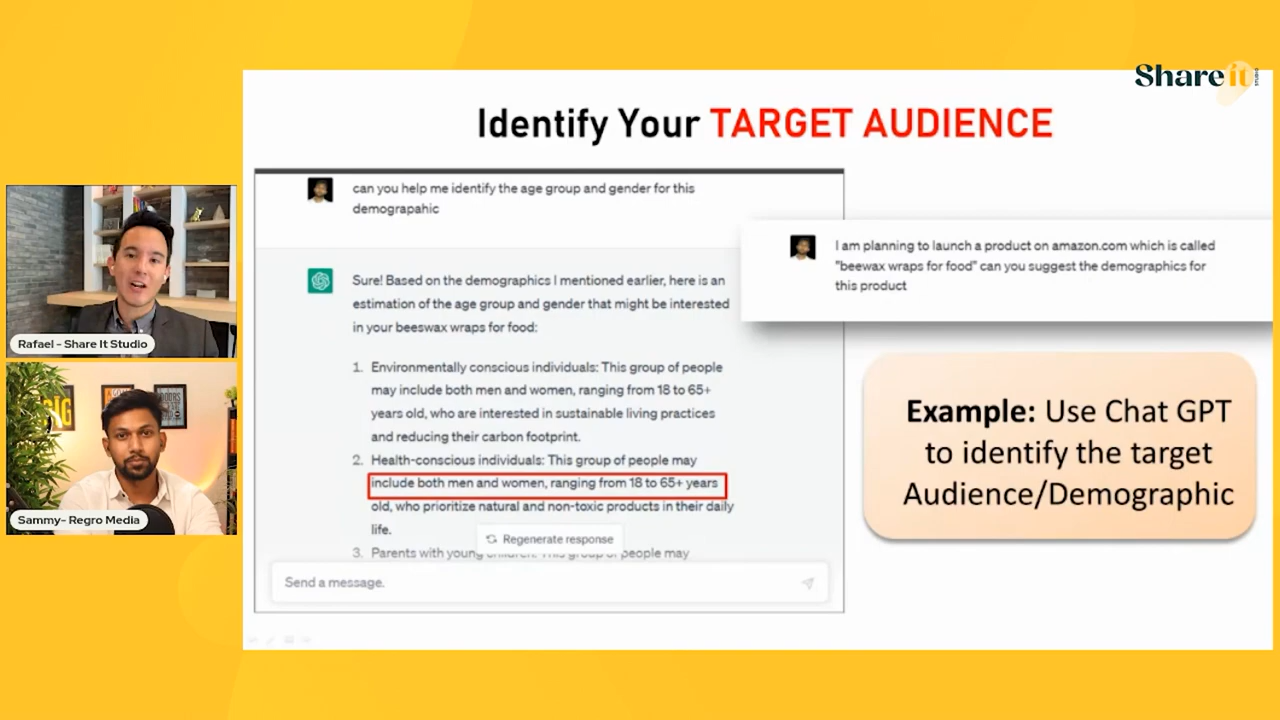 Share it
STUDIO
Identify Your TARGET AUDIENCE
can you help me identify the age group and gender for this
demograpahic
I am planning to launch a product on amazon.com which is called
"beewax wraps for food" can you suggest the demographics for
this product
Sure! Based on the demographics I mentioned earlier, here is an
estimation of the age group and gender that might be interested
in your beeswax wraps for food:
1. Environmentally conscious individuals: This group of people
may include both men and women, ranging from 18 to 65+
years old, who are interested in sustainable living practices
and reducing their carbon footprint.
2. Health-conscious individuals: This group of people may
include both men and women, ranging from 18 to 65+ years
old, who prioritize natural and non-toxic products in their daily
life.
Regenerate response
3. Parents with young children: This group of people may
Send a message.
Example: Use Chat GPT
to identify the target
Audience/Demographic
Rafael - Share It Studio
Sammy- Regro Media